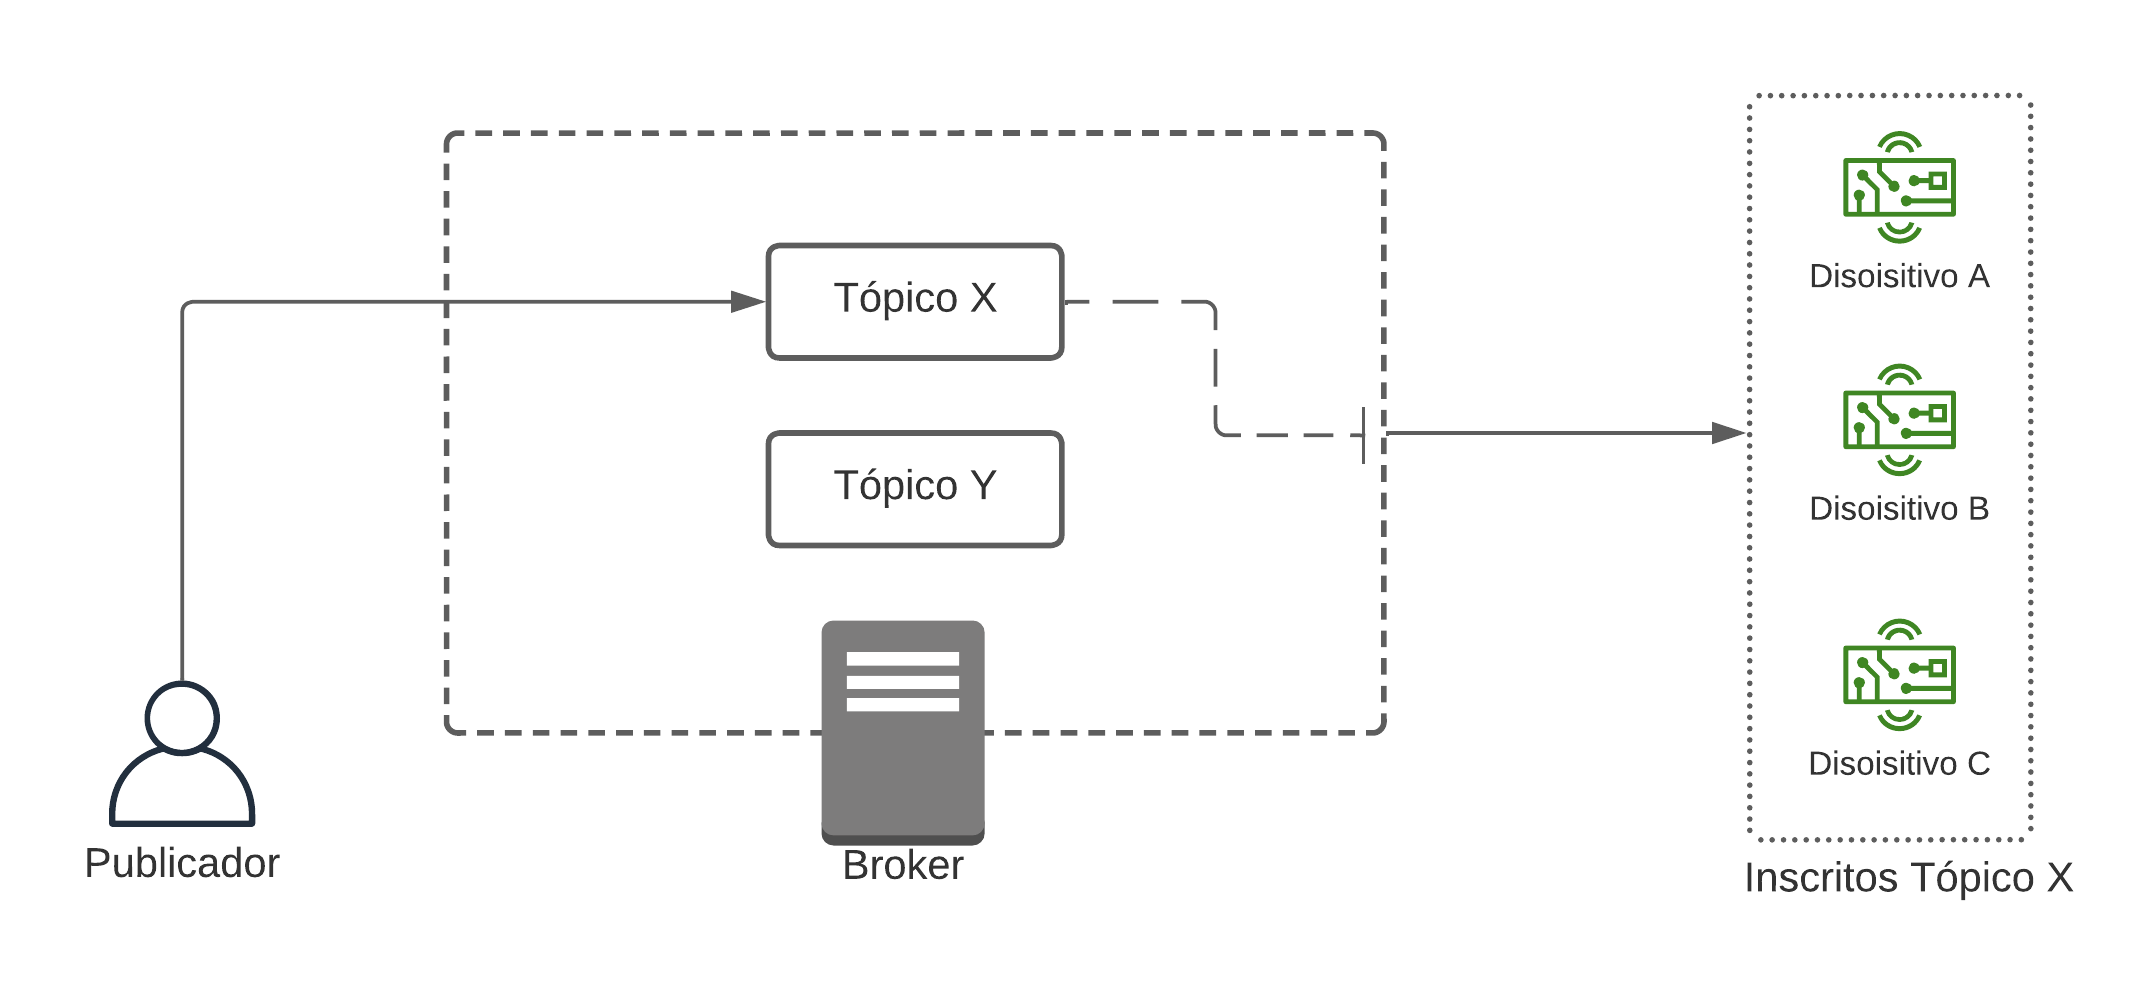 Tópico X
Tópico Y
Broker
Publicador
Disoisitivo A
Disoisitivo B
Disoisitivo C
Inscritos Tópico X